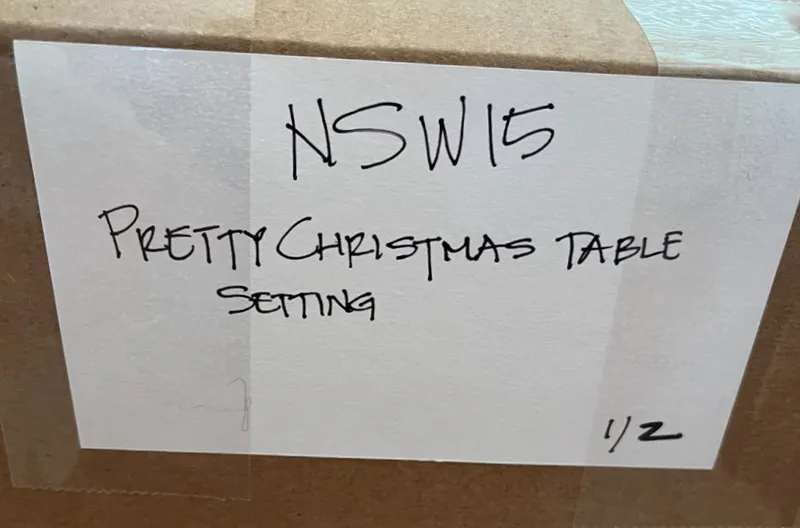 NSW15
PRETTY CHRISTMAS TABLE
SETTING
1/2